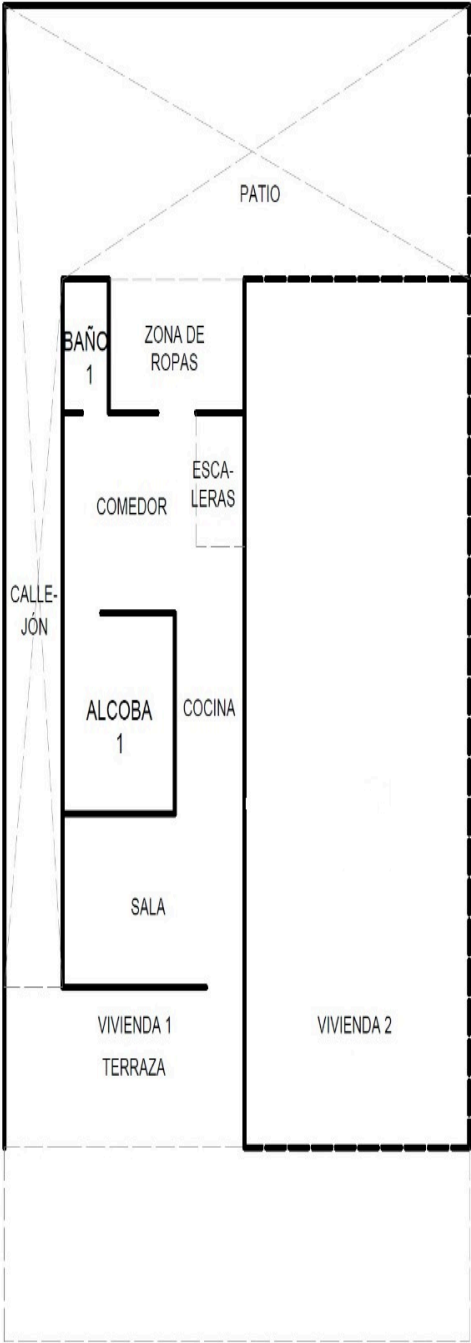 PATIO
BAÑO
1
ZONA DE
ROPAS
ESCA-
LERAS
COMEDOR
CALLE-
JÓN
ALCOBA
1
COCINA
SALA
VIVIENDA 1
TERRAZA
VIVIENDA 2